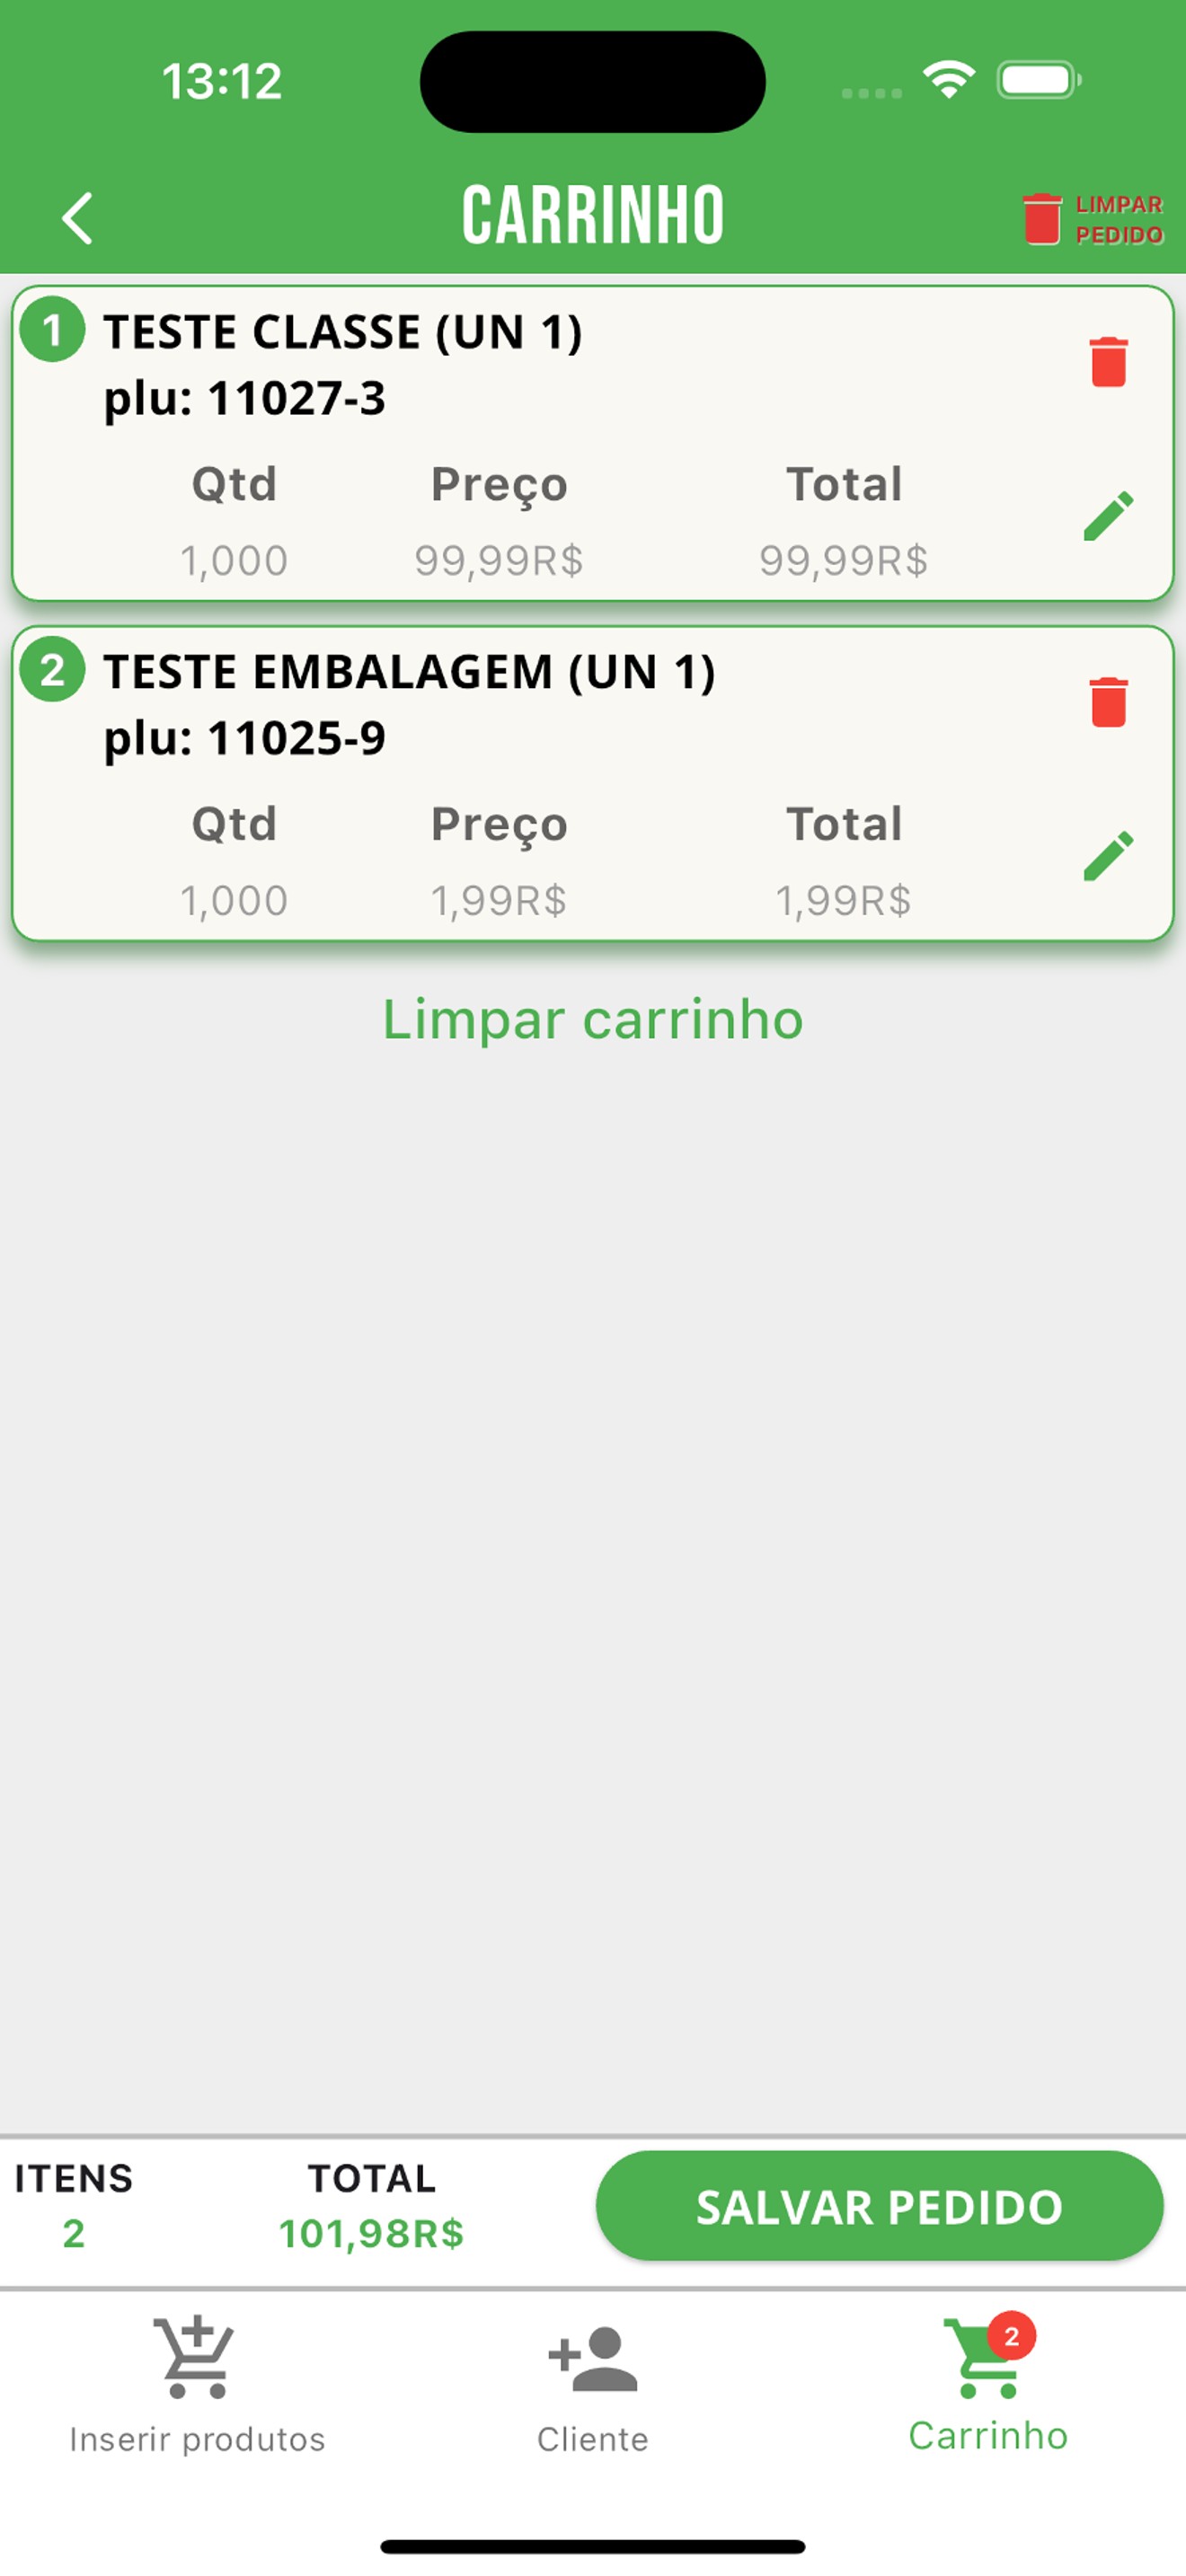 13:12
CARRINHO
LIMPAR
PEDIDO
1
TESTE CLASSE (UN 1)
plu: 11027-3
Qtd Preço Total
1,000 99,99R$ 99,99R$
2
TESTE EMBALAGEM (UN 1)
plu: 11025-9
Qtd Preço Total
1,000 1,99R$ 1,99R$
Limpar carrinho
ITENS TOTAL
2 101,98R$
SALVAR PEDIDO
2
Inserir produtos Cliente Carrinho